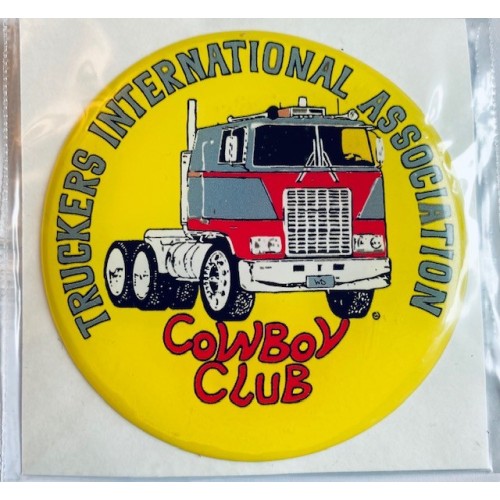 TRUCKERS INTERNATIONAL ASSOCIATION
COWBOY
CLUB